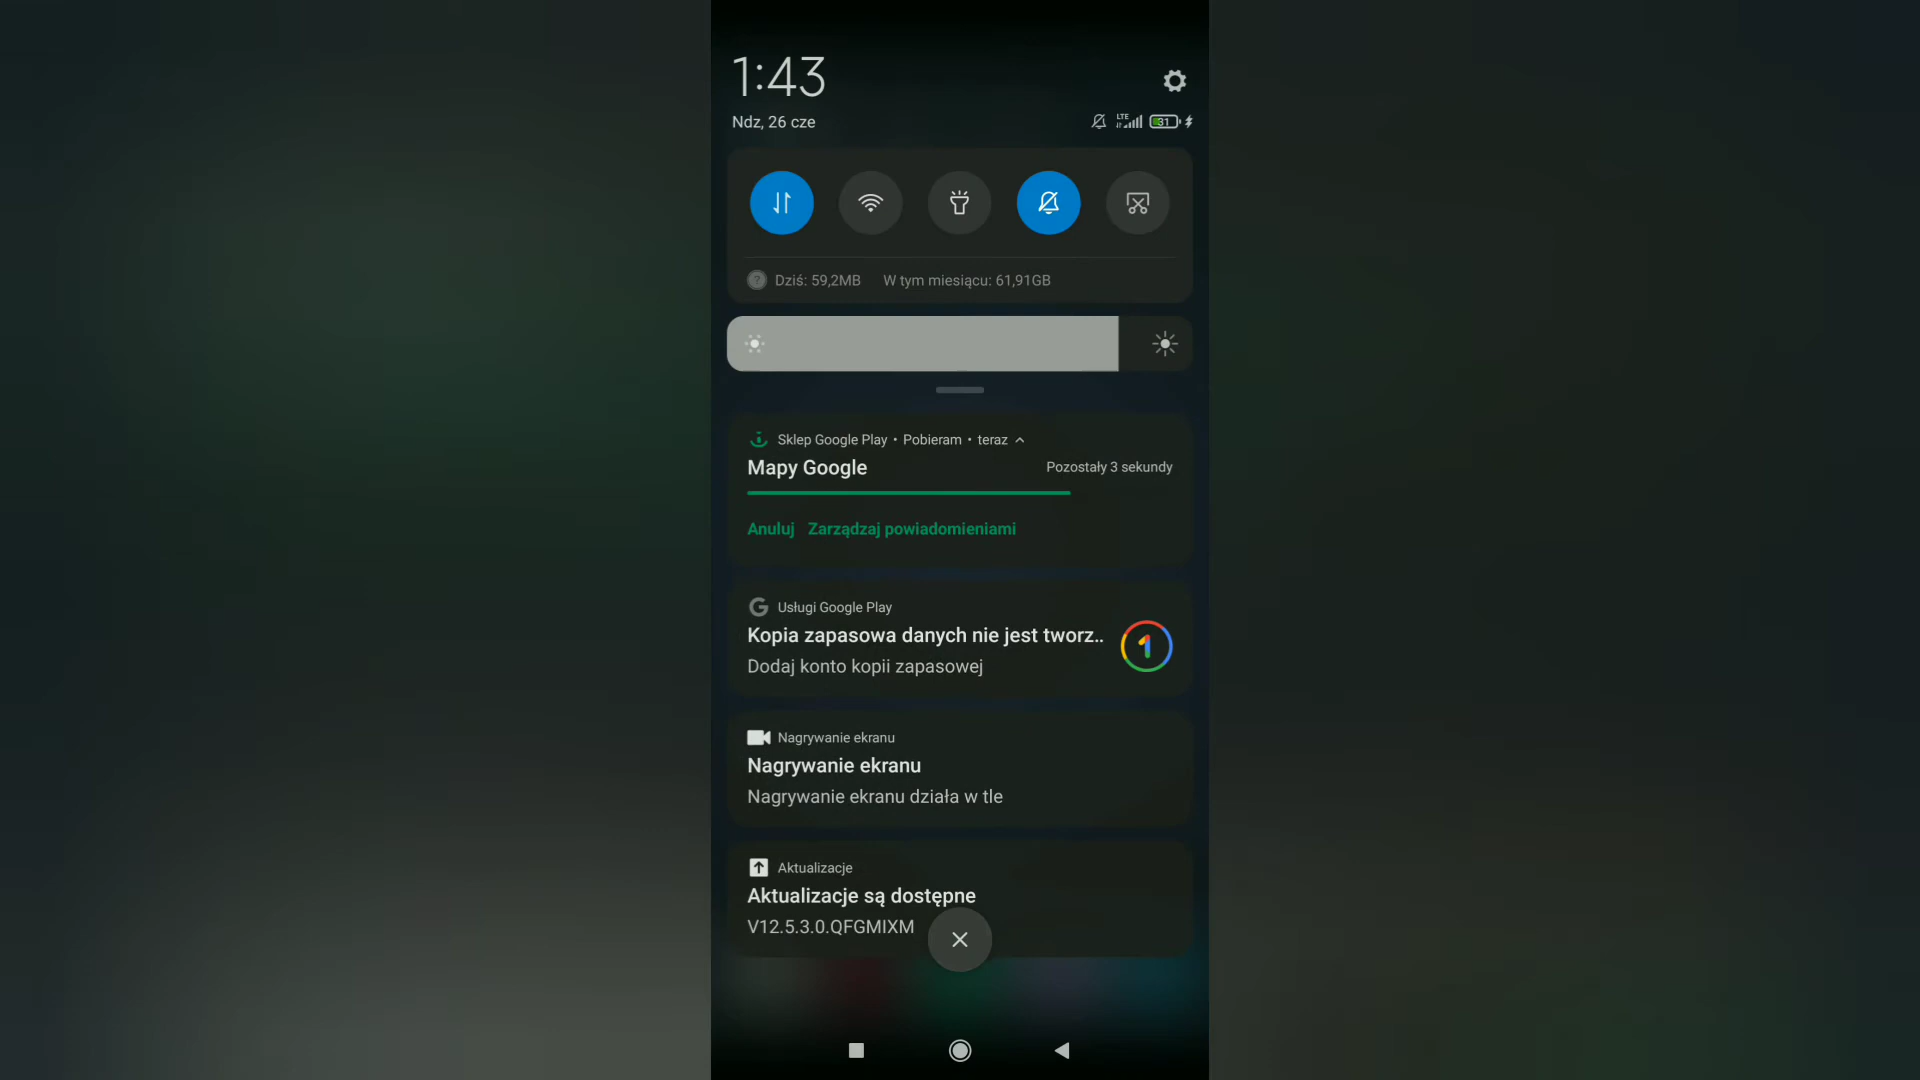 1:43
Ndz, 26 cze
LTE
31
Dziś: 59,2MB W tym miesiącu: 61,91GB
Sklep Google Play • Pobieram • teraz
Mapy Google
Pozostały 3 sekundy
Anuluj Zarządzaj powiadomieniami
Usługi Google Play
Kopia zapasowa danych nie jest tworz..
Dodaj konto kopii zapasowej
Nagrywanie ekranu
Nagrywanie ekranu
Nagrywanie ekranu działa w tle
Aktualizacje
Aktualizacje są dostępne
V12.5.3.0.QFGMIXM